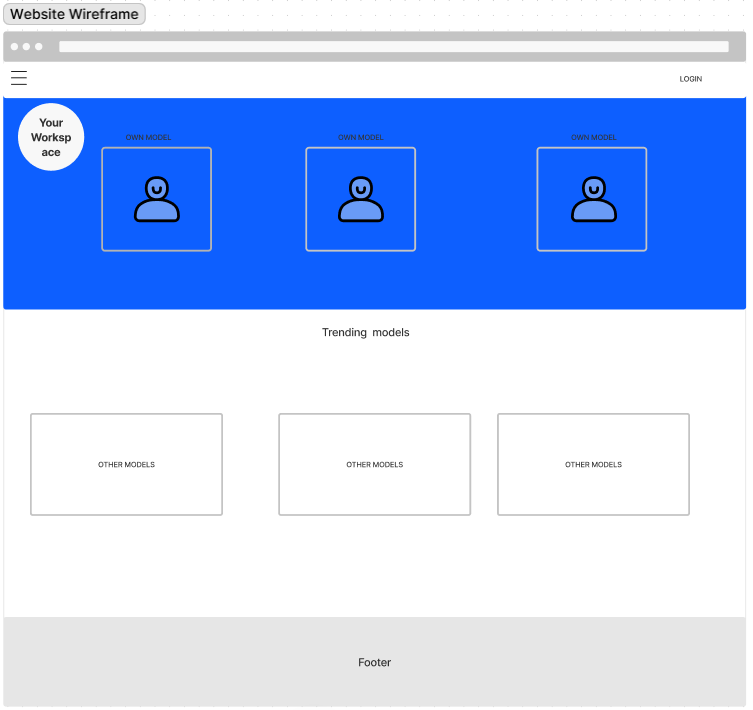 Website Wireframe
LOGIN
Your
Worksp
ace
OWN MODEL
OWN MODEL
OWN MODEL
Trending models
OTHER MODELS
OTHER MODELS
OTHER MODELS
Footer